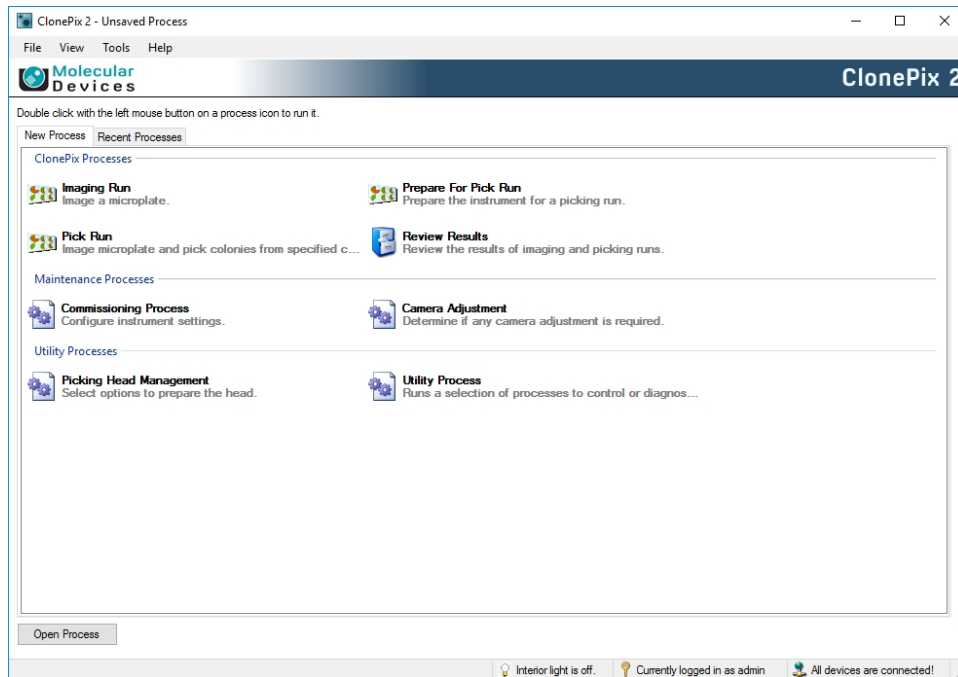 ClonePix 2 - Unsaved Process
File View Tools Help
Molecular
Devices
ClonePix 2
Double click with the left mouse button on a process icon to run it.
New Process Recent Processes
ClonePix Processes
Imaging Run
Image a microplate.
Prepare For Pick Run
Prepare the instrument for a picking run.
Pick Run
Image microplate and pick colonies from specified c...
Review Results
Review the results of imaging and picking runs.
Maintenance Processes
Commissioning Process
Configure instrument settings.
Camera Adjustment
Determine if any camera adjustment is required.
Utility Processes
Picking Head Management
Select options to prepare the head.
Utility Process
Runs a selection of processes to control or diagnos...
Open Process
Interior light is off. Currently logged in as admin All devices are connected!